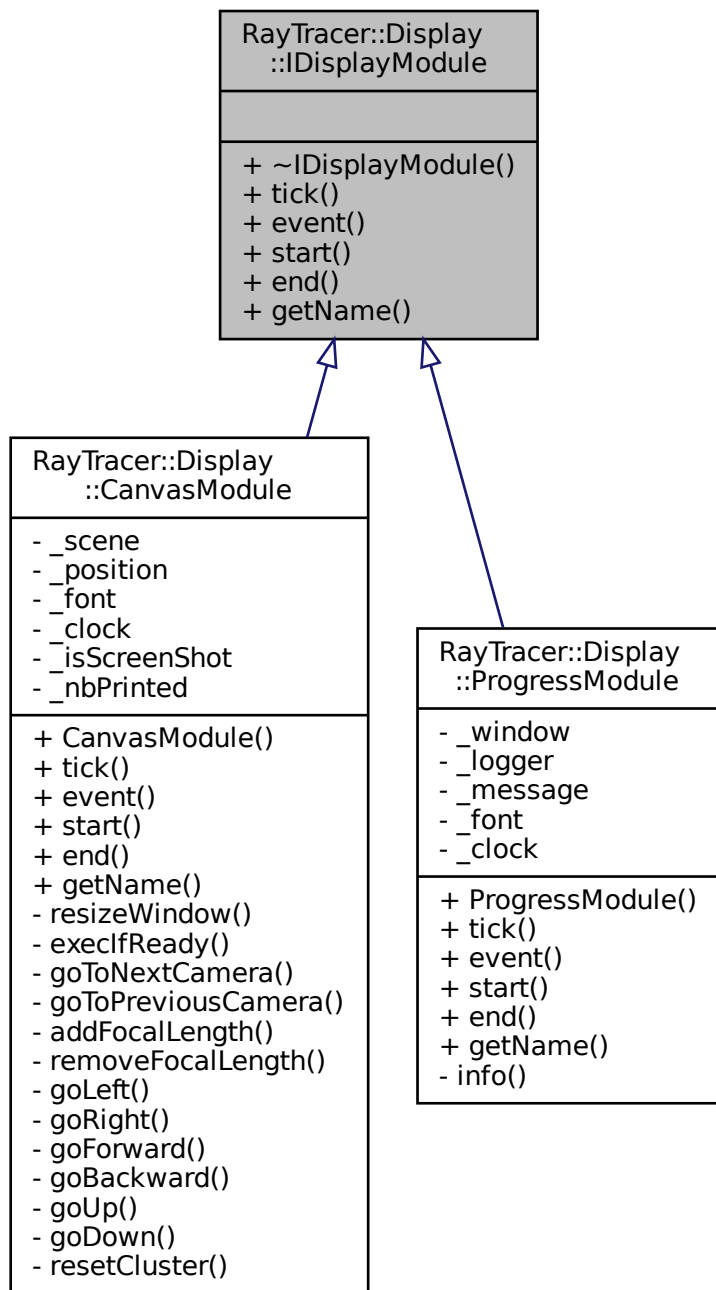 RayTracer::Display
::IDisplayModule
+ ~IDisplayModule()
+ tick()
+ event()
+ start()
+ end()
+ getName()
RayTracer::Display
::CanvasModule
- _scene
- _position
- _font
- _clock
- _isScreenShot
- _nbPrinted
+ CanvasModule()
+ tick()
+ event()
+ start()
+ end()
+ getName()
- resizeWindow()
- execIfReady()
- goToNextCamera()
- goToPreviousCamera()
- addFocalLength()
- removeFocalLength()
- goLeft()
- goRight()
- goForward()
- goBackward()
- goUp()
- goDown()
- resetCluster()
RayTracer::Display
::ProgressModule
- _window
- _logger
- _message
- _font
- _clock
+ ProgressModule()
+ tick()
+ event()
+ start()
+ end()
+ getName()
- info()